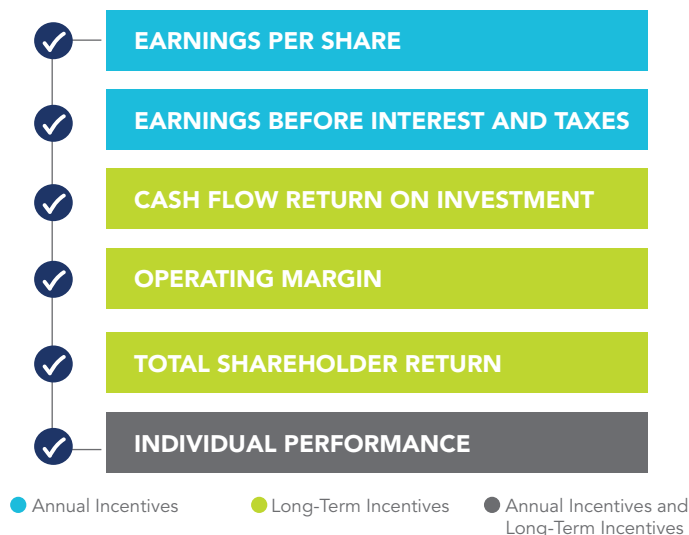 EARNINGS PER SHARE
EARNINGS BEFORE INTEREST AND TAXES
CASH FLOW RETURN ON INVESTMENT
OPERATING MARGIN
TOTAL SHAREHOLDER RETURN
INDIVIDUAL PERFORMANCE
Annual Incentives
Long-Term Incentives
Annual Incentives and
Long-Term Incentives